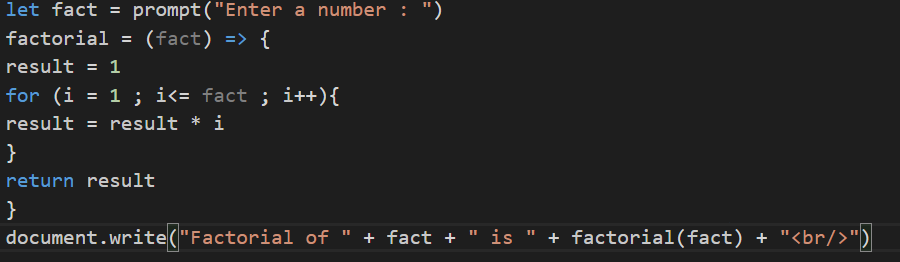 let fact = prompt("Enter a number : ")
factorial = (fact) => {
result = 1
for (i = 1 ; i<= fact ; i++){
result = result * i
}
return result
}
document.write("Factorial of " + fact + " is " + factorial(fact) + "<br/>")